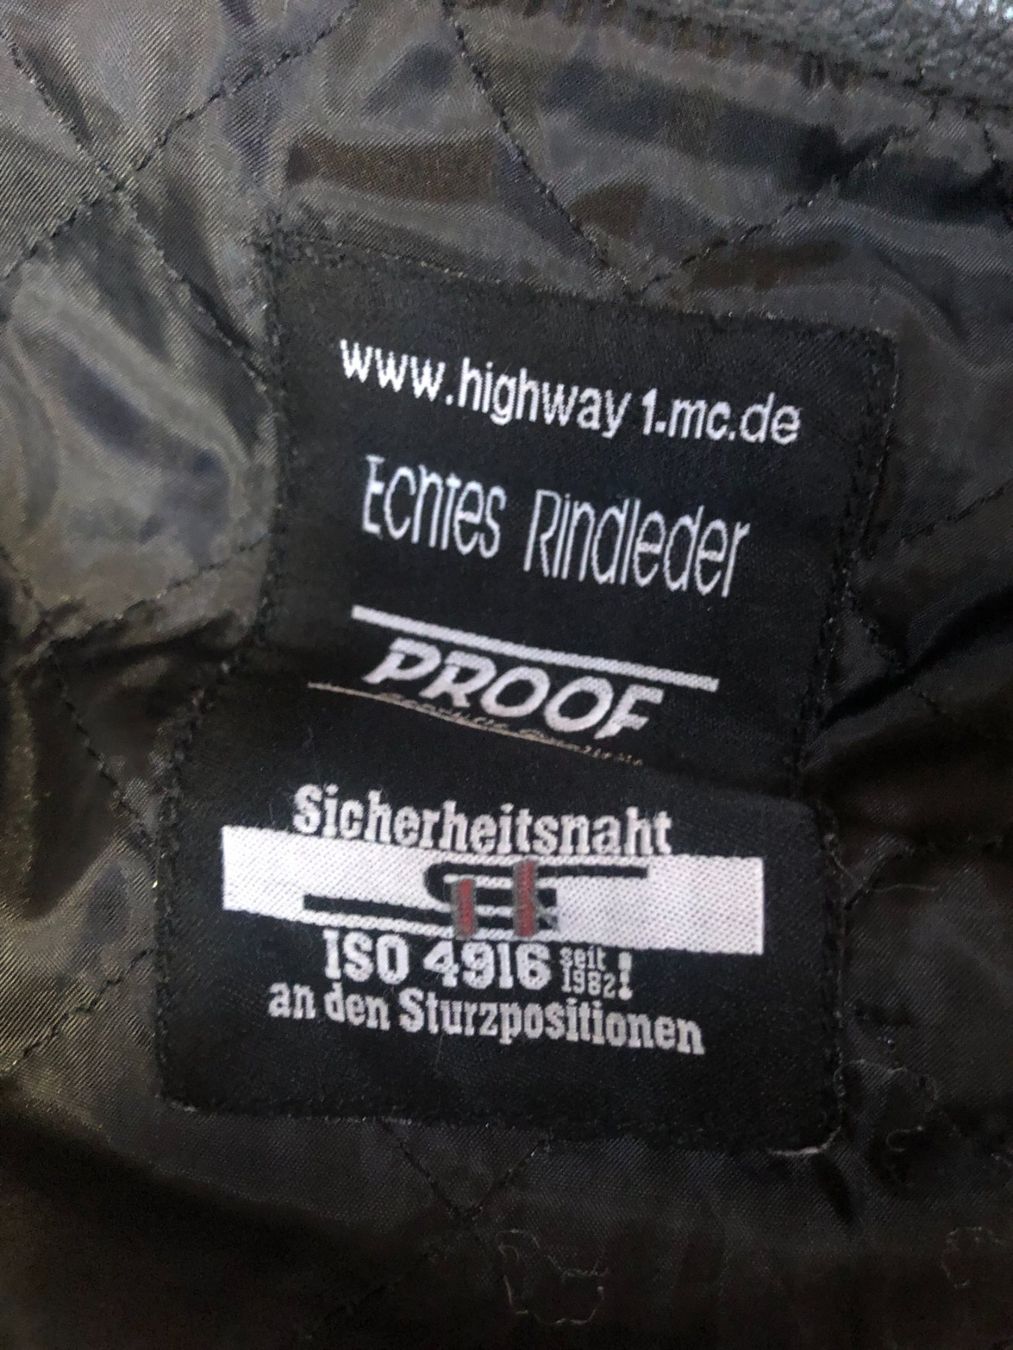 www.highway 1.mc.de
Echtes Rindleder
PROOF
Sicherheitsnaht
ISO 4916 seit 1982!
an den Sturzpositionen